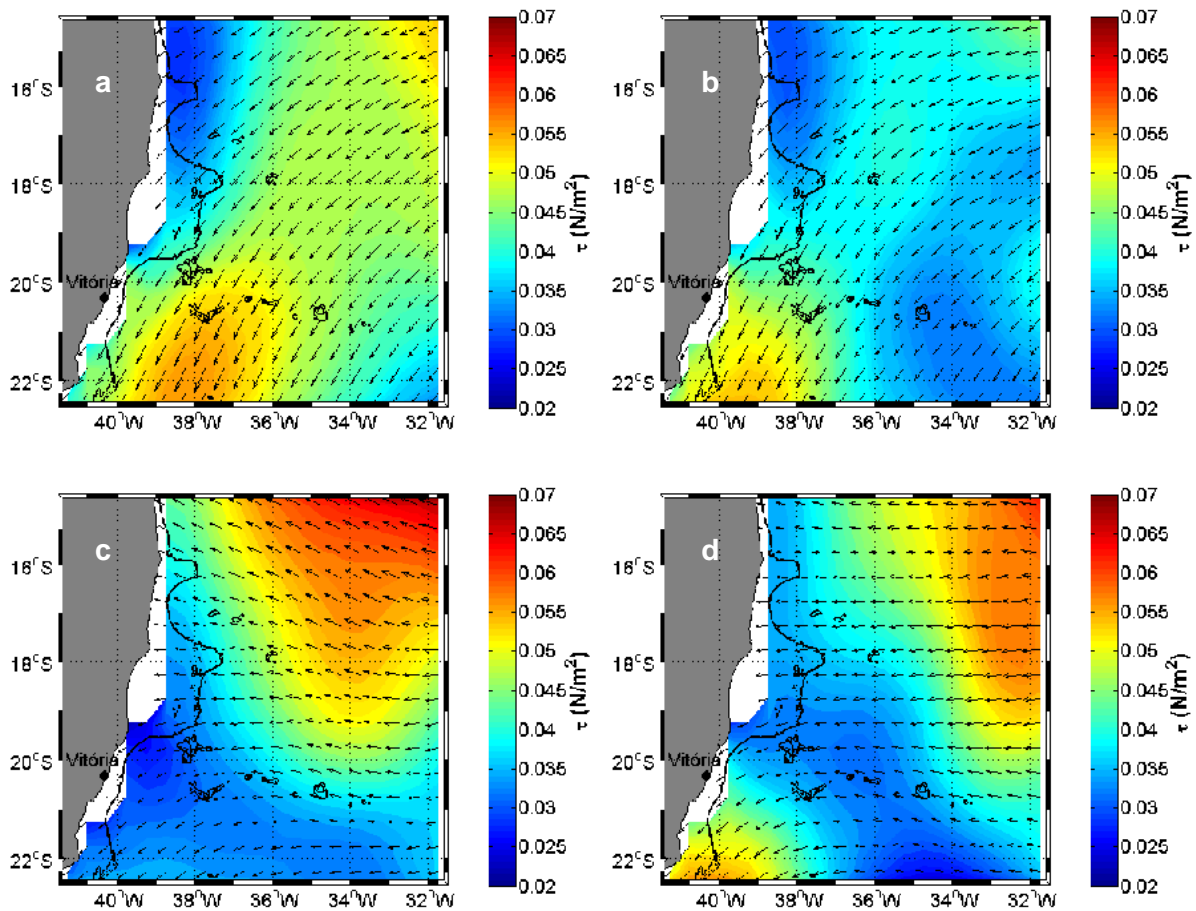 a
16°S
18°S
20°S
22°S
Vitória
40°W
38°W
36°W
34°W
32°W
0.07
0.065
0.06
0.055
0.05
0.045
0.04
0.035
0.03
0.025
0.02
τ (N/m²)
b
16°S
18°S
20°S
22°S
Vitória
40°W
38°W
36°W
34°W
32°W
0.07
0.065
0.06
0.055
0.05
0.045
0.04
0.035
0.03
0.025
0.02
τ (N/m²)
c
16°S
18°S
20°S
22°S
Vitória
40°W
38°W
36°W
34°W
32°W
0.07
0.065
0.06
0.055
0.05
0.045
0.04
0.035
0.03
0.025
0.02
τ (N/m²)
d
16°S
18°S
20°S
22°S
Vitória
40°W
38°W
36°W
34°W
32°W
0.07
0.065
0.06
0.055
0.05
0.045
0.04
0.035
0.03
0.025
0.02
τ (N/m²)